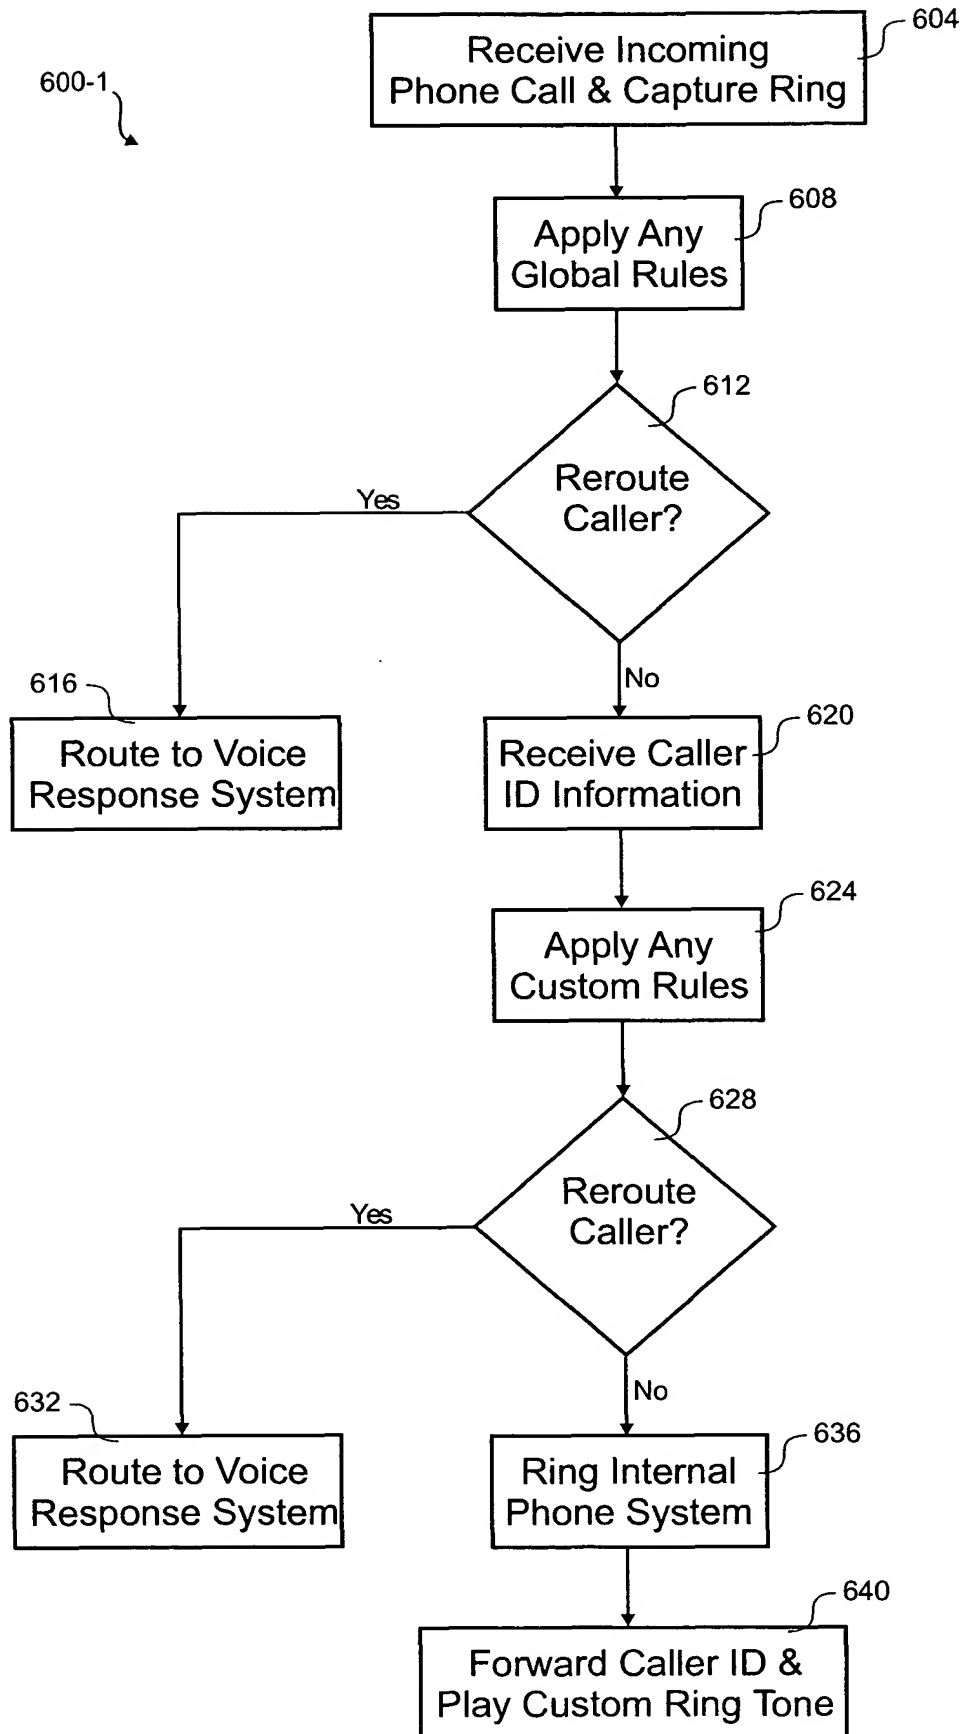 604
Receive Incoming
Phone Call & Capture Ring
600-1
608
Apply Any
Global Rules
612
Reroute
Caller?
Yes
No
616
Route to Voice
Response System
620
Receive Caller
ID Information
624
Apply Any
Custom Rules
628
Reroute
Caller?
Yes
No
632
Route to Voice
Response System
636
Ring Internal
Phone System
640
Forward Caller ID &
Play Custom Ring Tone